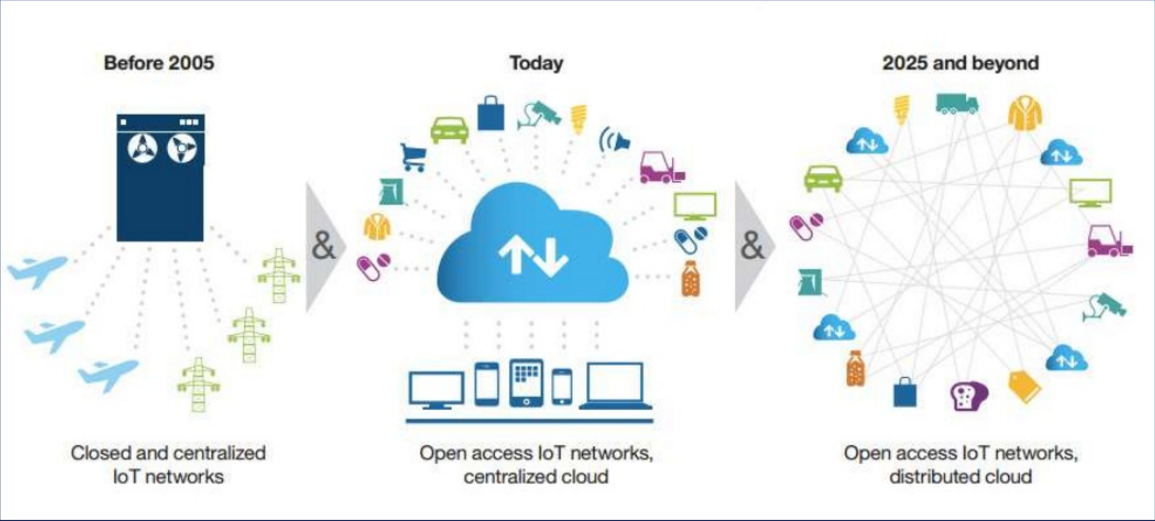 Before 2005
Today
2025 and beyond
&
&
Closed and centralized
IoT networks
Open access IoT networks,
centralized cloud
Open access IoT networks,
distributed cloud